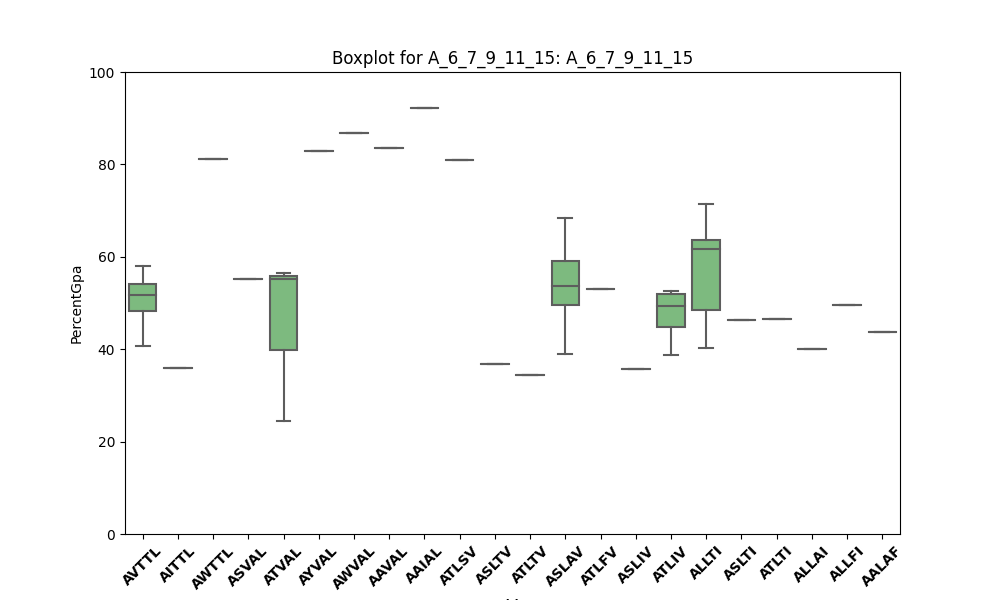 Boxplot for A_6_7_9_11_15: A_6_7_9_11_15
100
80
60
40
20
0
PercentGpa
AVTTL AITTL AWTTL ASVAL ATVAL AYVAL AWVAL AAVAL AAIAL ATLSV ASLTV ATLTV ASLAV ATLFV ASLIV ATLIV ALLTI ASLTI ATLTI ALLAI ALLFI AALAF